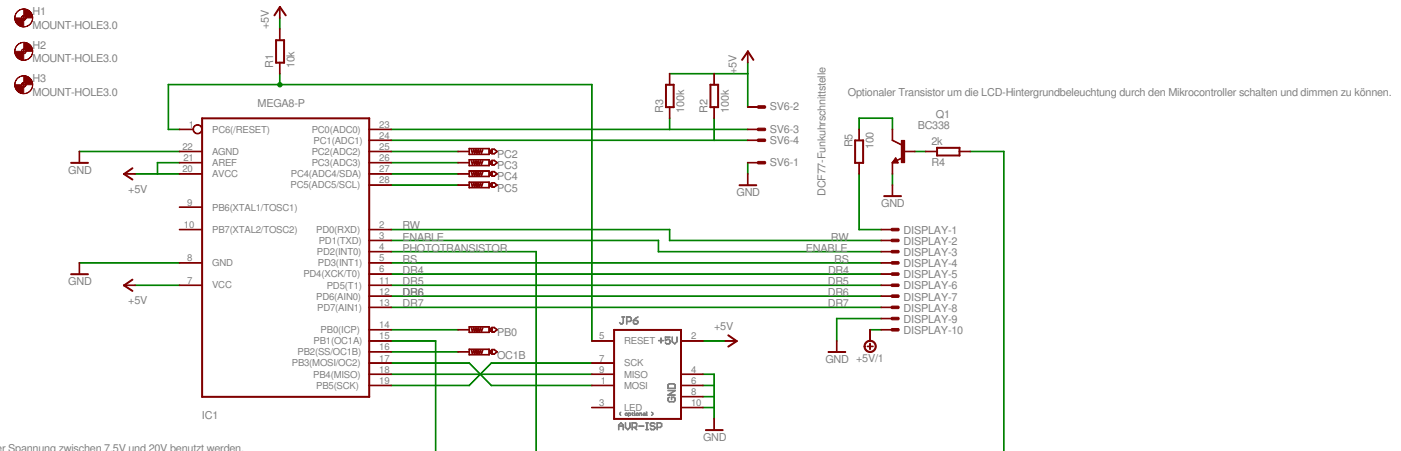 H1
MOUNT-HOLE3.0
H2
MOUNT-HOLE3.0
H3
MOUNT-HOLE3.0
+5V
R1
10k
MEGA8-P
1
PC6(/RESET)
22
AGND
21
AREF
20
AVCC
9
PB6(XTAL1/TOSC1)
10
PB7(XTAL2/TOSC2)
8
GND
7
VCC
GND
+5V
GND
+5V
PC0(ADC0)
23
PC1(ADC1)
24
PC2(ADC2)
25
PC2
PC3(ADC3)
26
PC3
PC4(ADC4/SDA)
27
PC4
PC5(ADC5/SCL)
28
PC5
PD0(RXD)
2
RW
PD1(TXD)
3
ENABLE
PD2(INT0)
4
PHOTOTRANSISTOR
PD3(INT1)
5
RS
PD4(XCK/T0)
6
DR4
PD5(T1)
11
DR5
PD6(AIN0)
12
DR6
PD7(AIN1)
13
DR7
PB0(ICP)
14
PB0
PB1(OC1A)
15
PB2(SS/OC1B)
16
OC1B
PB3(MOSI/OC2)
17
PB4(MISO)
18
PB5(SCK)
19
IC1
R3
100k
R2
100k
+5V
SV6-2
SV6-3
SV6-4
SV6-1
GND
DCF77-Funkuhrschnittstelle
Optionaler Transistor um die LCD-Hintergrundbeleuchtung durch den Mikrocontroller schalten und dimmen zu können.
R5
100
Q1
BC338
2k
R4
GND
DISPLAY-1
RW
DISPLAY-2
ENABLE
DISPLAY-3
RS
DISPLAY-4
DR4
DISPLAY-5
DR5
DISPLAY-6
DR6
DISPLAY-7
DR7
DISPLAY-8
DISPLAY-9
DISPLAY-10
GND
+5V/1
JP6
5
RESET
+5V
2
+5V
7
SCK
9
MISO
4
1
MOSI
6
GND
8
3
LED
10
( optional )
AVR-ISP
GND
er Spannung zwischen 7.5V und 20V benutzt werden